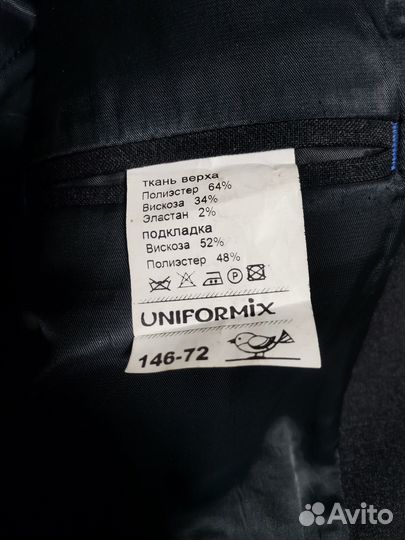 ткань верха
Полиэстер 64%
Вискоза 34%
Эластан 2%
подкладка
Вискоза 52%
Полиэстер 48%
P
UNIFORMIX
146-72
Avito